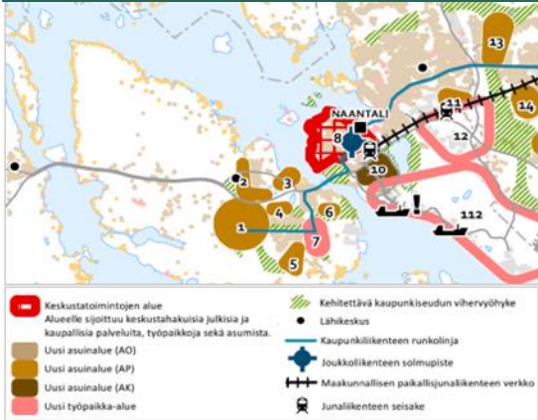 13
NAANTALI
11
14
8
12
10
2
3
4
6
1
7
!
112
5
Keskustatoimintojen alue
Alueelle sijoittuu keskustahakuisia julkisia ja
kaupallisia palveluita, työpaikkoja sekä asumista.
Uusi asuinalue (AO)
Uusi asuinalue (AP)
Uusi asuinalue (AK)
Uusi työpaikka-alue
Kehitettävä kaupunkiseudun vihervyöhyke
Lähikeskus
Kaupunkiliikenteen runkolinja
Joukkoliikenteen solmupiste
Maakunnallisen paikallisjunaliikenteen verkko
Junaliikenteen seisake